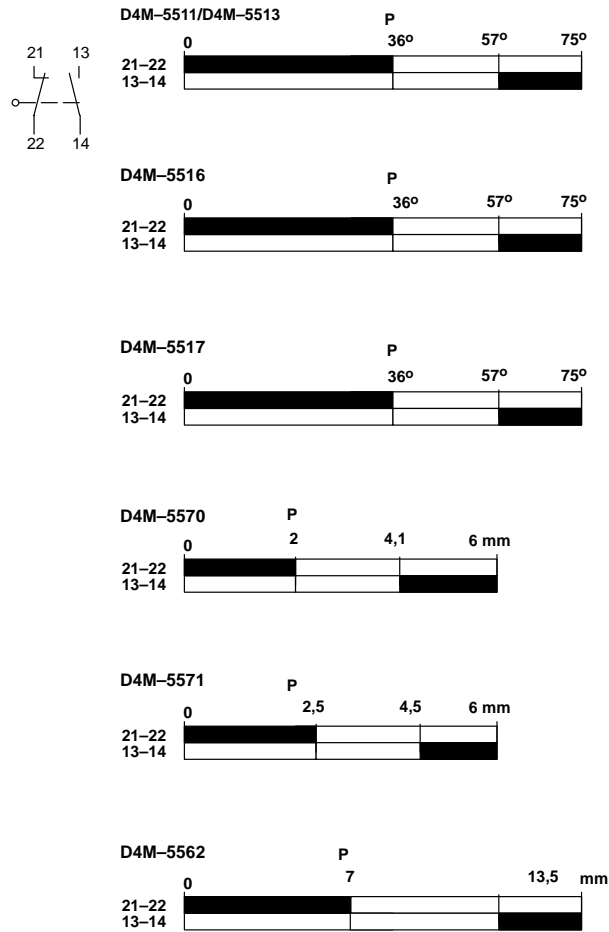 D4M–5511/D4M–5513
P
0 36º 57º 75º
21 13
21–22
13–14
22 14
D4M–5516
P
0 36º 57º 75º
21–22
13–14
D4M–5517
P
0 36º 57º 75º
21–22
13–14
D4M–5570
P
0 2 4,1 6 mm
21–22
13–14
D4M–5571
P
0 2,5 4,5 6 mm
21–22
13–14
D4M–5562
P
0 7 13,5 mm
21–22
13–14